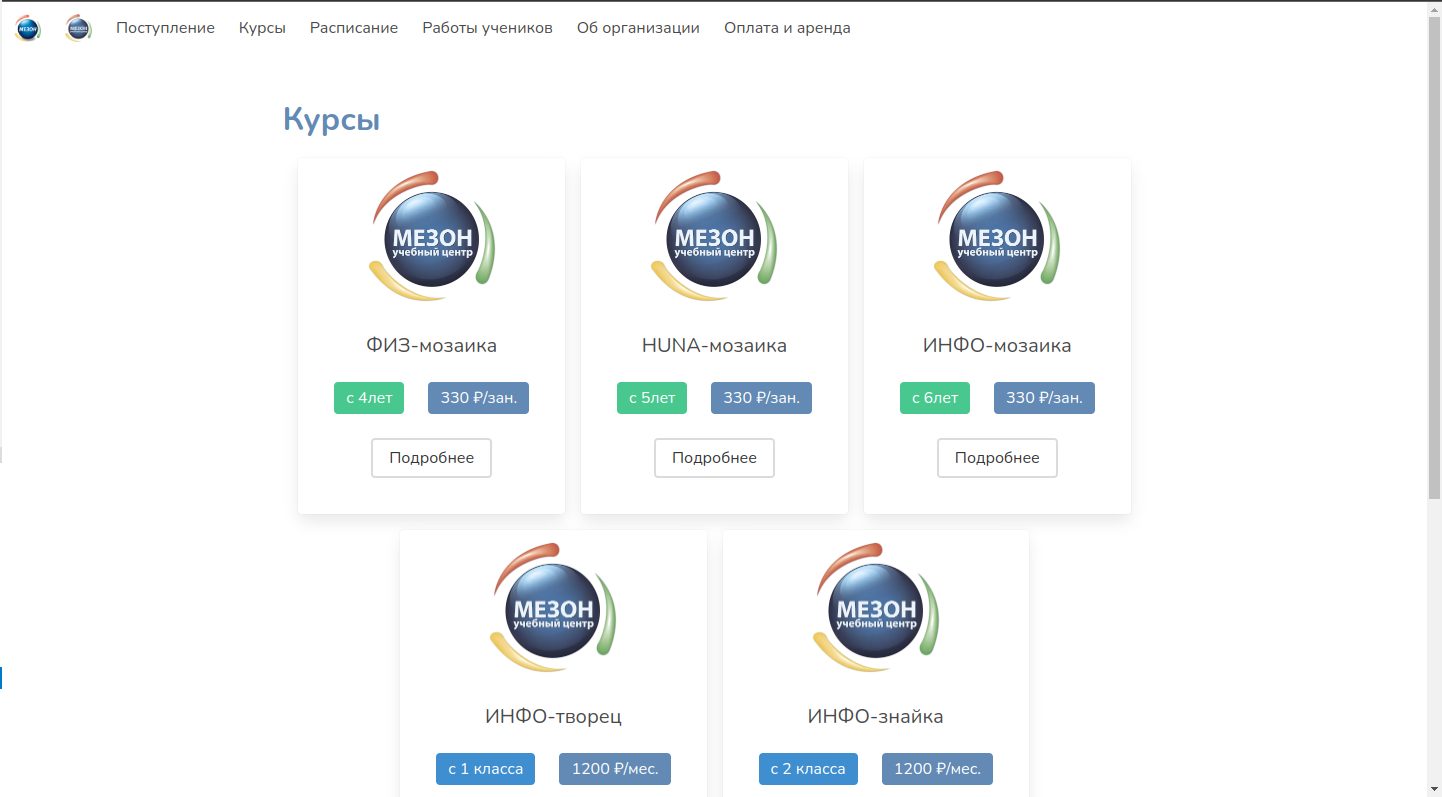 МЕЗОН
Поступление Курсы Расписание Работы учеников Об организации Оплата и аренда
Курсы
МЕЗОН МЕЗОН МЕЗОН
учебный центр учебный центр учебный центр
ФИЗ-мозаика HUNA-мозаика ИНФО-мозаика
с 4лет 330 ₽/зан. с 5лет 330 ₽/зан. с 6лет 330 ₽/зан.
Подробнее Подробнее Подробнее
МЕЗОН МЕЗОН
учебный центр учебный центр
ИНФО-творец ИНФО-знайка
с 1 класса 1200 ₽/мес. с 2 класса 1200 ₽/мес.